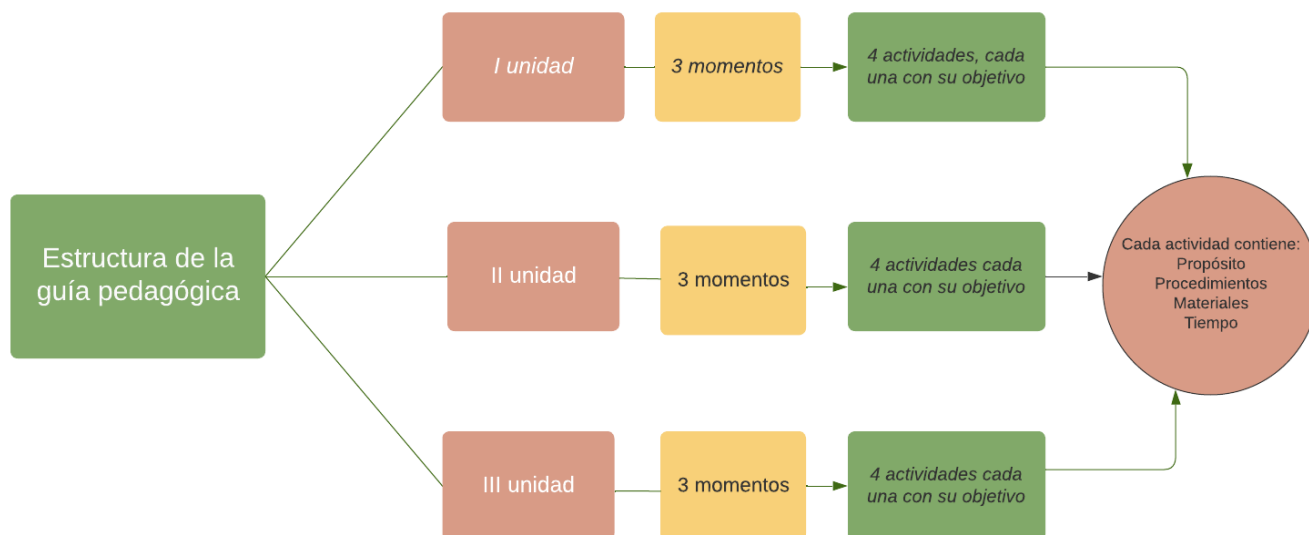 Estructura de la
guía pedagógica
I unidad
3 momentos
4 actividades, cada
una con su objetivo
II unidad
3 momentos
4 actividades cada
una con su objetivo
III unidad
3 momentos
4 actividades cada
una con su objetivo
Cada actividad contiene:
Propósito
Procedimientos
Materiales
Tiempo